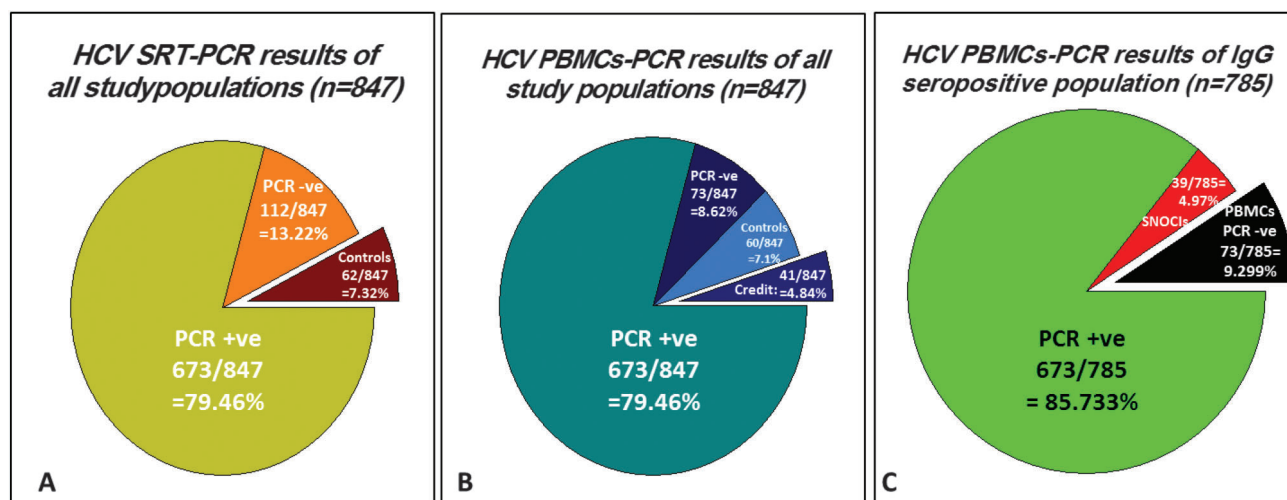 HCV SRT-PCR results of
all studypopulations (n=847)
PCR -ve
112/847
=13.22%
Controls
62/847
=7.32%
PCR +ve
673/847
=79.46%
A
HCV PBMCs-PCR results of all
study populations (n=847)
PCR -ve
73/847
=8.62%
Controls
60/847
=7.1%
41/847
Credit: =4.84%
PCR +ve
673/847
=79.46%
B
HCV PBMCs-PCR results of IgG
seropositive population (n=785)
39/785=
4.97%
SNOCIs
PBMCs
PCR -ve
73/785=
9.299%
PCR +ve
673/785
= 85.733%
C